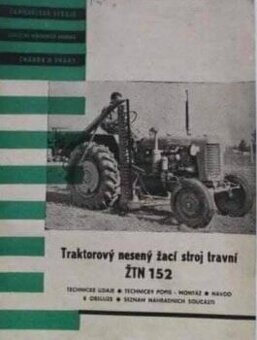 Traktorový nesený žací stroj travní
ŽTN 152
TECHNICKÉ ÚDAJE ● TECHNICKÝ POPIS - MONTÁŽ ● NÁVOD
K OBSLUZE ● SEZNAM NÁHRADNÍCH SOUČÁSTÍ